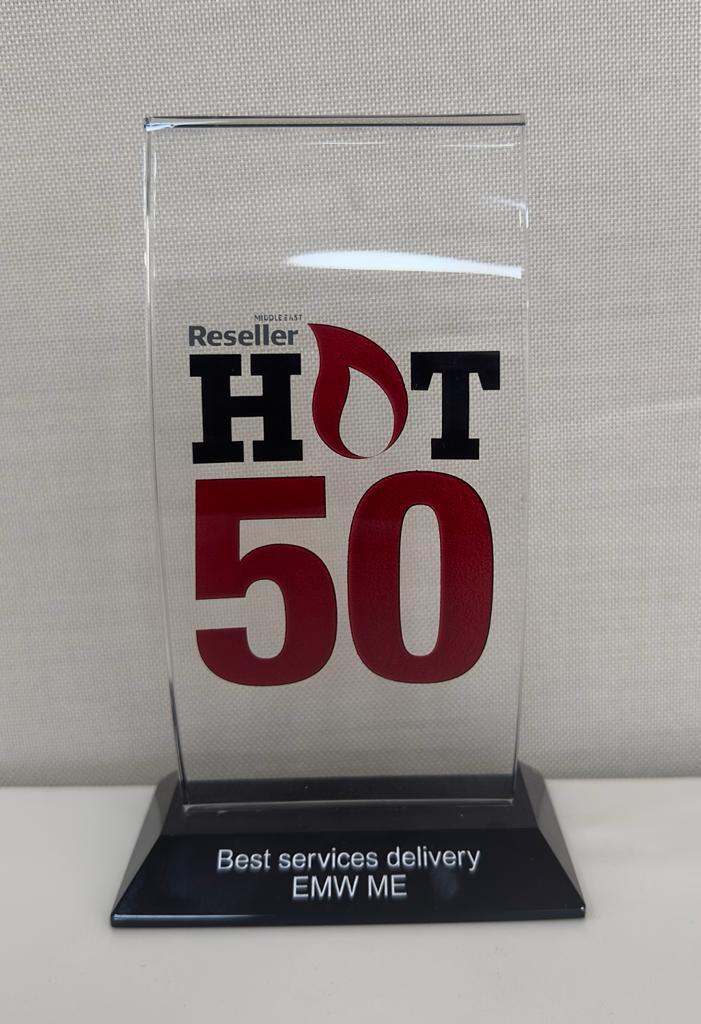 MIDDLE EAST
Reseller
HOT
50
Best services delivery
EMW ME